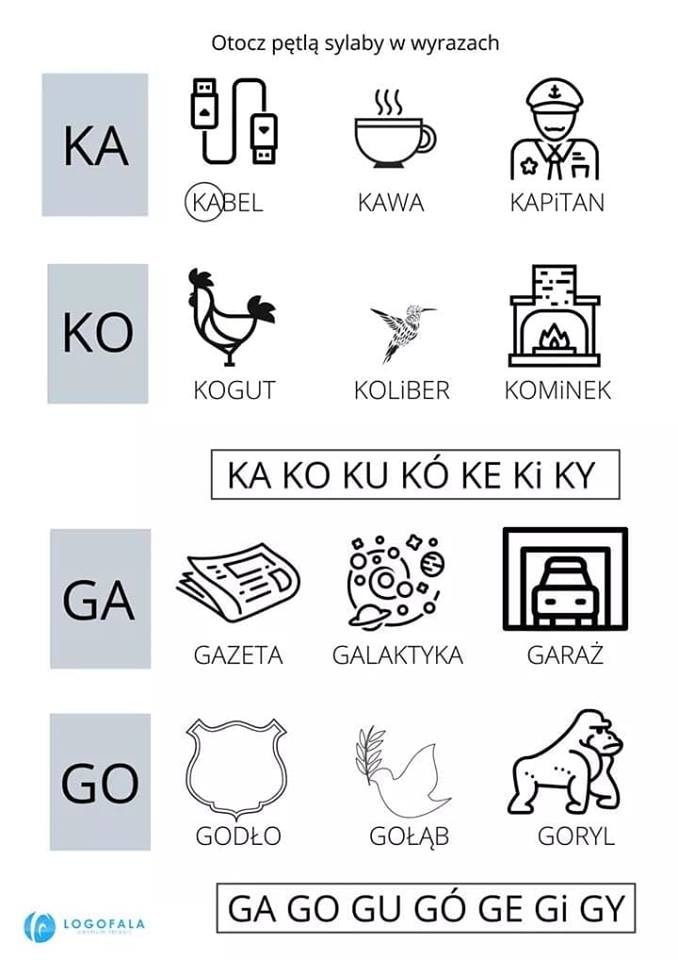 Otocz pętlą sylaby w wyrazach
KA
KABEL KAWA KAPiTAN
KO
KOGUT KOLiBER KOMiNEK
KA KO KU KÓ KE Ki KY
GA
GAZETA GALAKTYKA GARAŻ
GO
GODŁO GOŁĄB GORYL
GA GO GU GÓ GE Gi GY
LOGOFALA